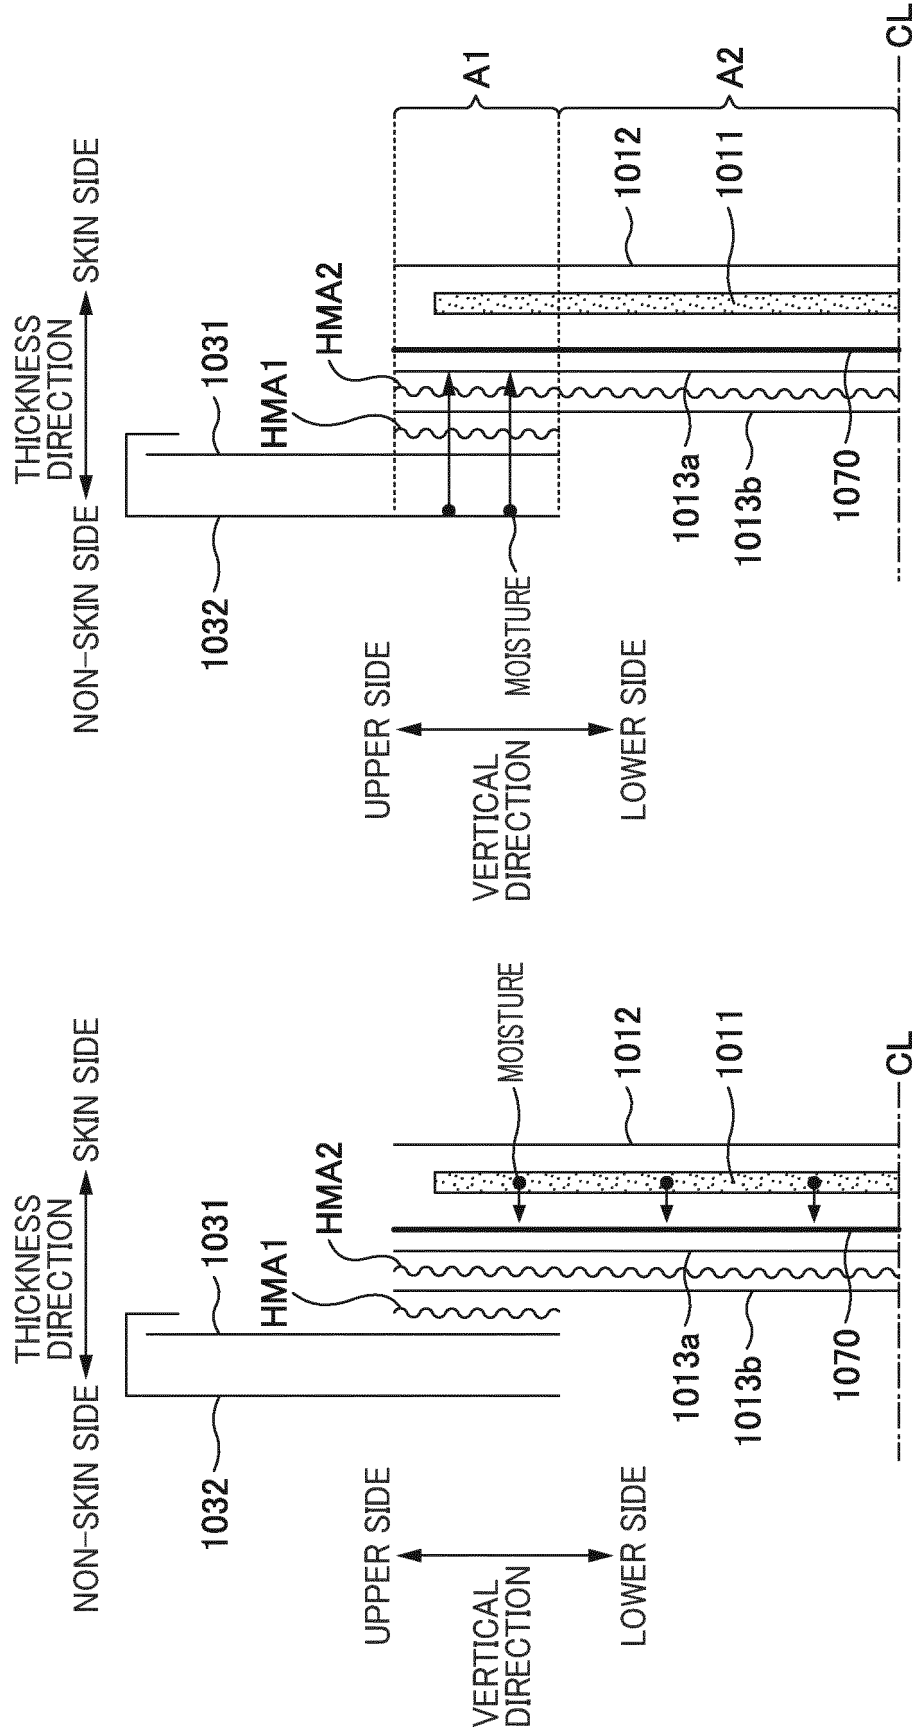 THICKNESS
DIRECTION
NON-SKIN SIDE
SKIN SIDE
1032
1031
HMA1
HMA2
UPPER SIDE
VERTICAL
DIRECTION
LOWER SIDE
MOISTURE
1012
1011
1013a
1013b
1070
CL
THICKNESS
DIRECTION
NON-SKIN SIDE
SKIN SIDE
1032
1031
HMA1
HMA2
A1
A2
UPPER SIDE
VERTICAL
DIRECTION
LOWER SIDE
MOISTURE
1012
1011
1013a
1013b
1070
CL